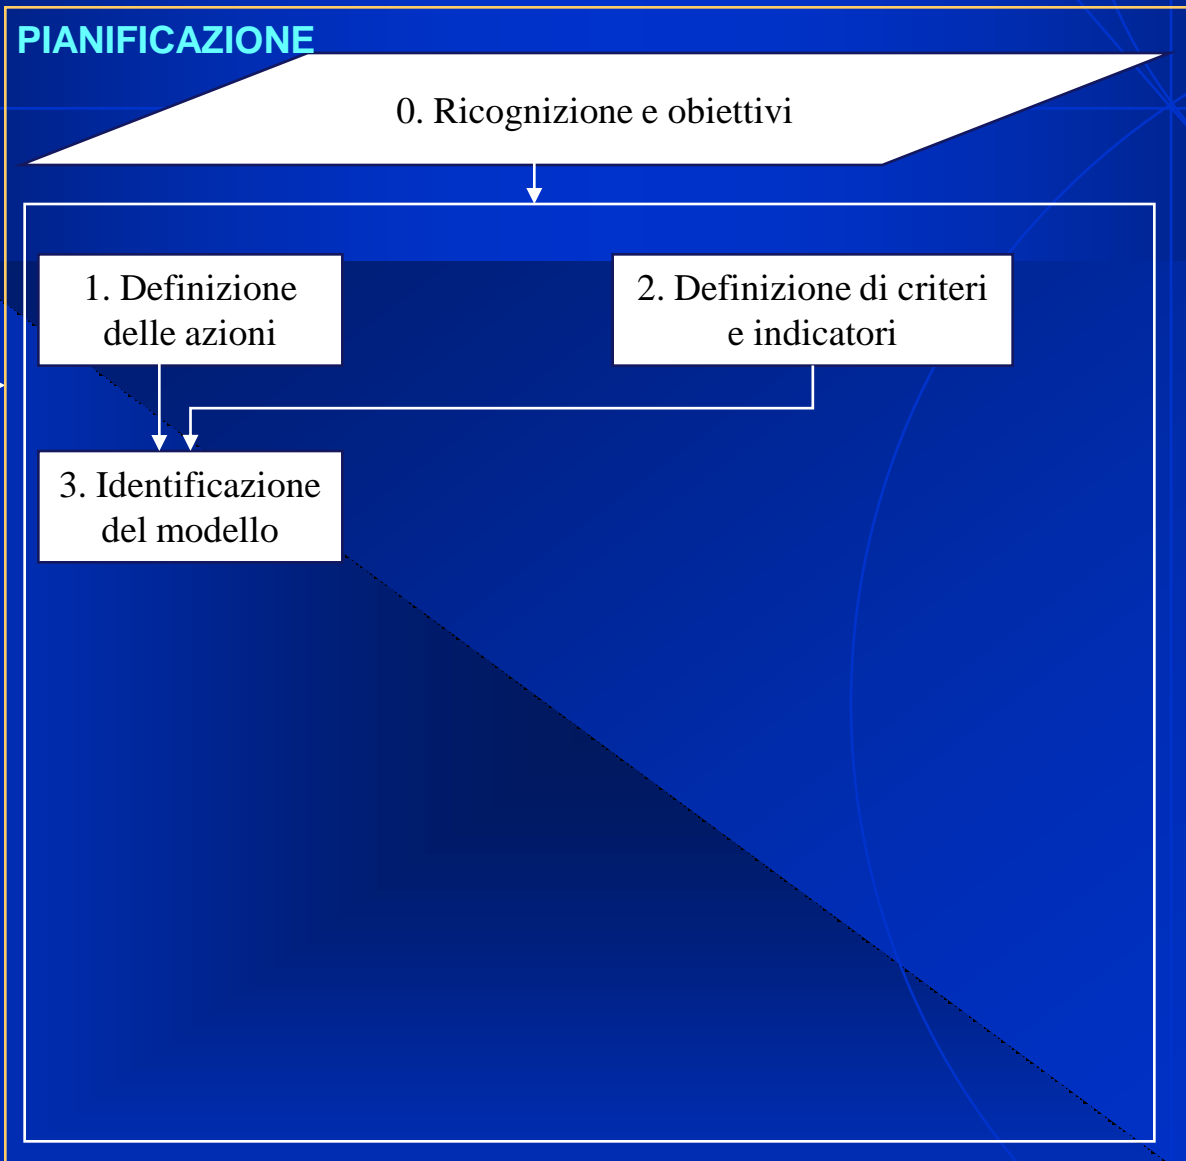 PIANIFICAZIONE
0. Ricognizione e obiettivi
1. Definizione
delle azioni
2. Definizione di criteri
e indicatori
3. Identificazione
del modello